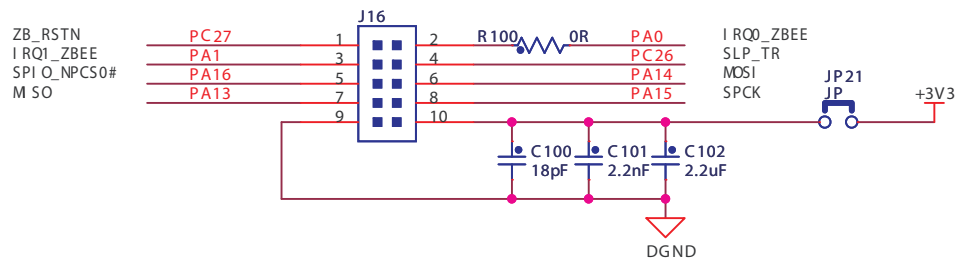 J16
ZB_RSTN PC27 1 2 R100 0R PA0 IRQ0_ZBEE
IRQ1_ZBEE PA1 3 4 PC26 SLP_TR
SPI0_NPCS0# PA16 5 6 PA14 MOSI
MISO PA13 7 8 PA15 SPCK
9 10
JP21
JP
+3V3
C100 C101 C102
18pF 2.2nF 2.2uF
DGND